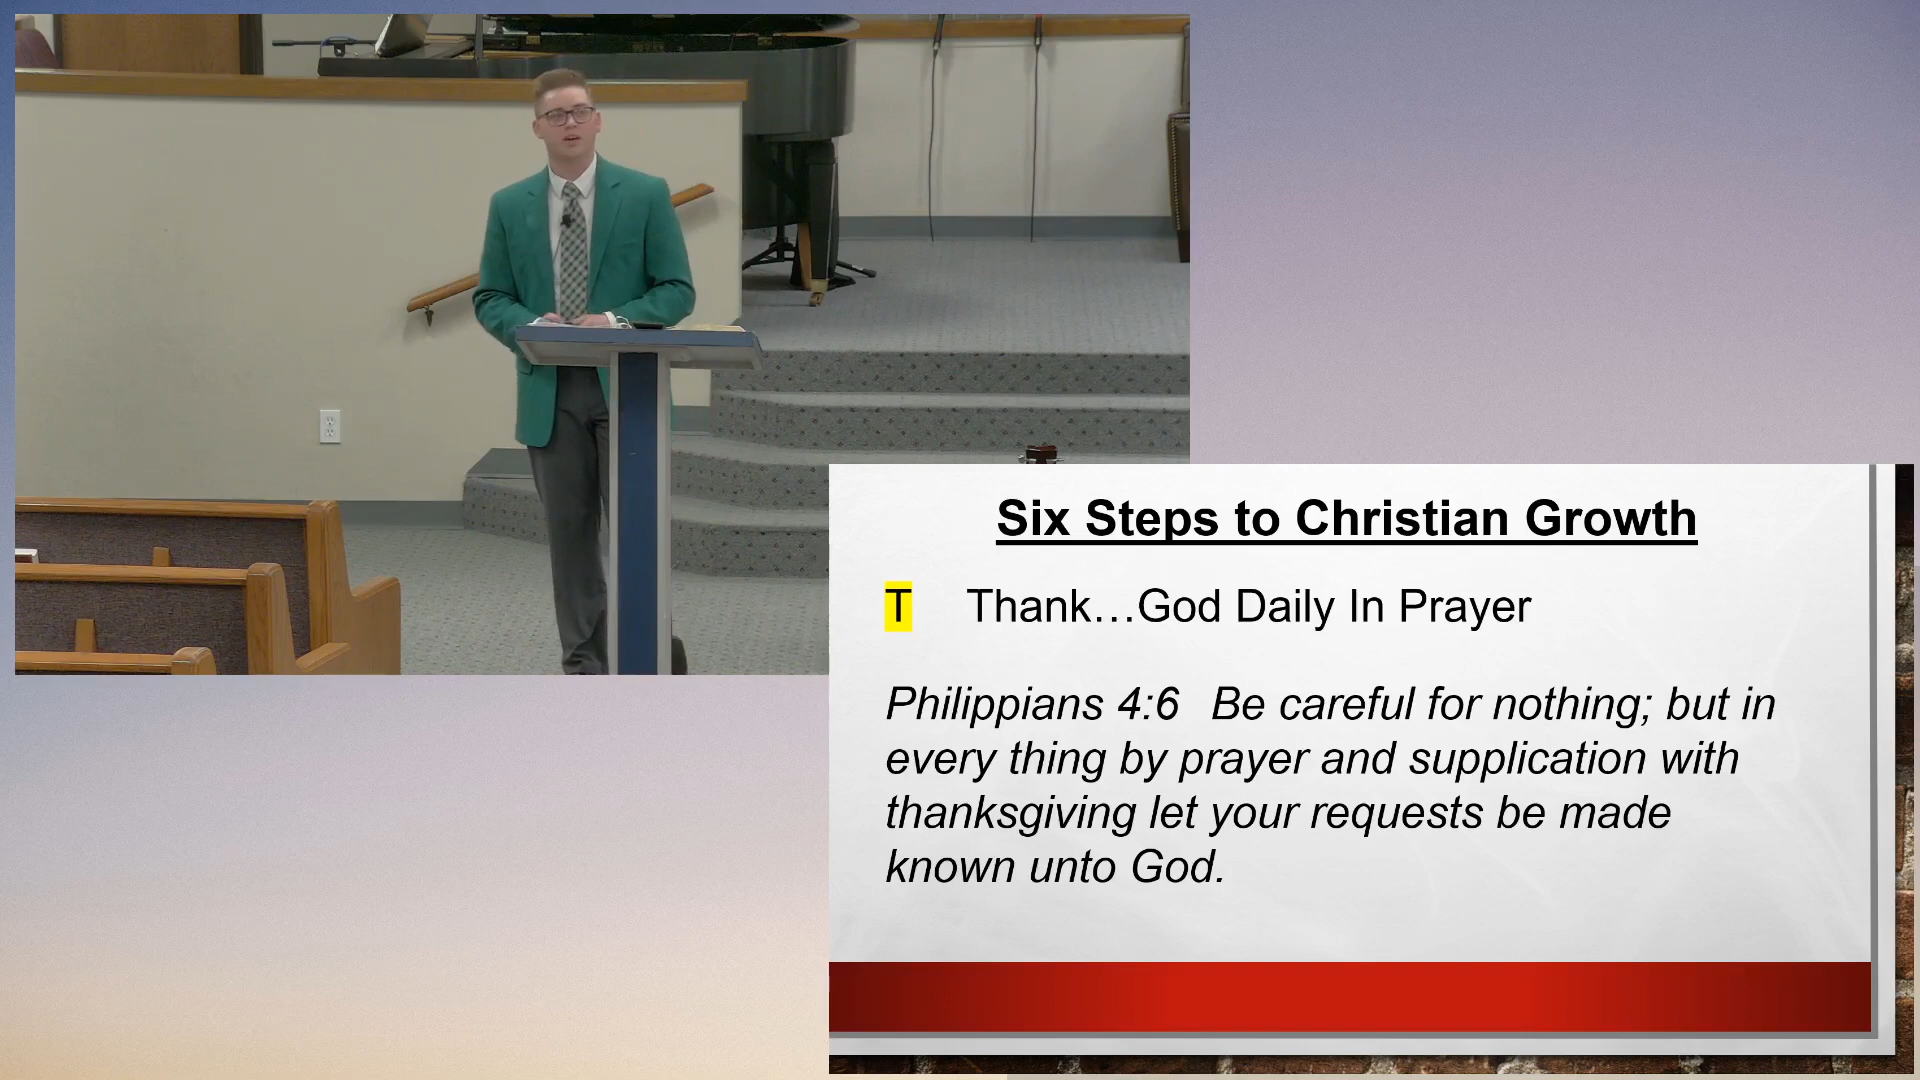 Six Steps to Christian Growth
T Thank…God Daily In Prayer
Philippians 4:6 Be careful for nothing; but in
every thing by prayer and supplication with
thanksgiving let your requests be made
known unto God.